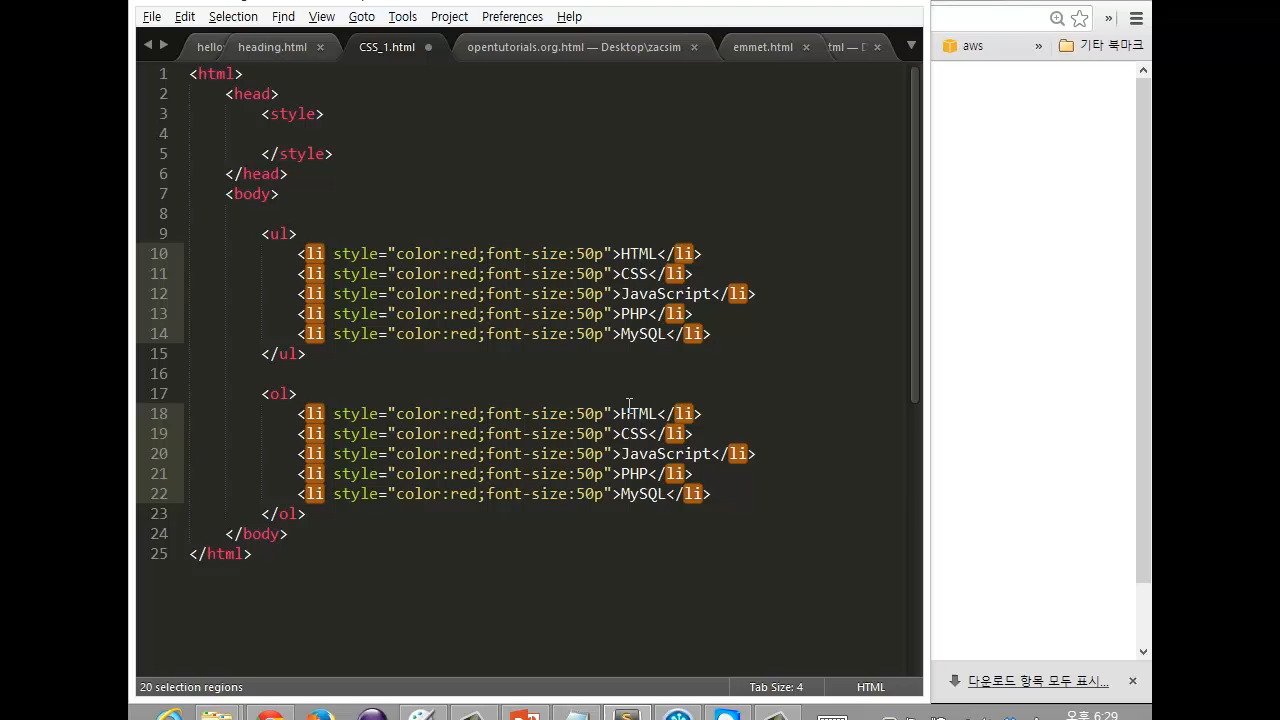 File Edit Selection Find View Goto Tools Project Preferences Help
hello heading.html × CSS_1.html opentutorials.org.html — Desktop\zacsim × emmet.html × tml — D ×
» aws » 기타 북마크
1 <html>
2 <head>
3 <style>
4
5 </style>
6 </head>
7 <body>
8
9 <ul>
10 <li style="color:red;font-size:50p">HTML</li>
11 <li style="color:red;font-size:50p">CSS</li>
12 <li style="color:red;font-size:50p">JavaScript</li>
13 <li style="color:red;font-size:50p">PHP</li>
14 <li style="color:red;font-size:50p">MySQL</li>
15 </ul>
16
17 <ol>
18 <li style="color:red;font-size:50p">HTML</li>
19 <li style="color:red;font-size:50p">CSS</li>
20 <li style="color:red;font-size:50p">JavaScript</li>
21 <li style="color:red;font-size:50p">PHP</li>
22 <li style="color:red;font-size:50p">MySQL</li>
23 </ol>
24 </body>
25 </html>
20 selection regions Tab Size: 4 HTML
다운로드 항목 모두 표시... ×
오후 6:29